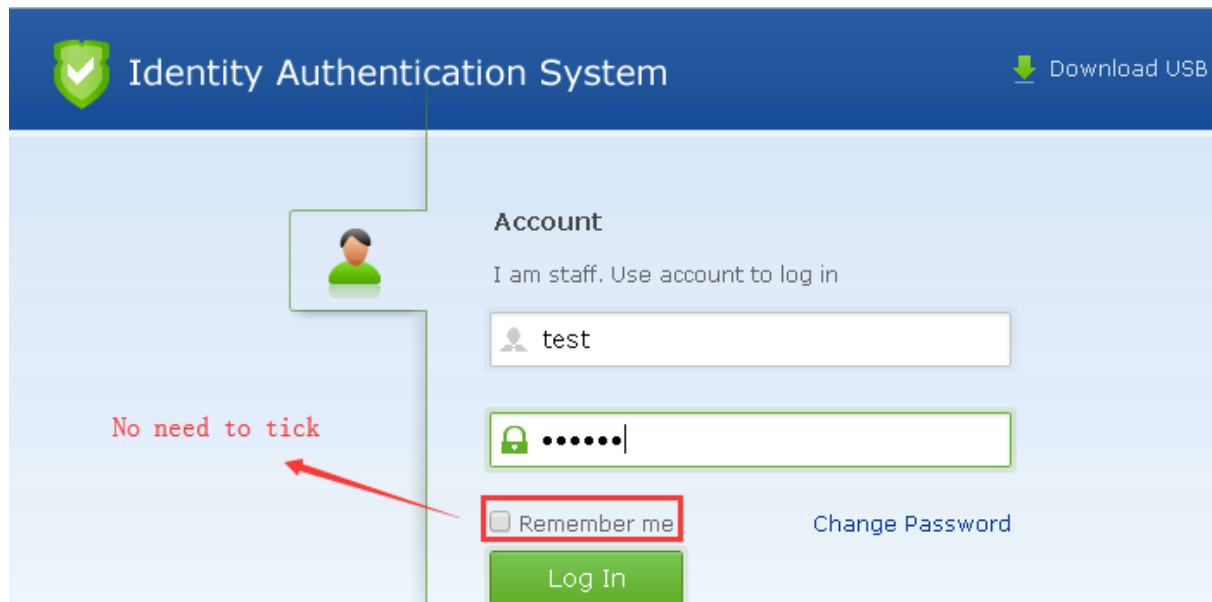 Identity Authentication System
Download USB
Account
I am staff. Use account to log in
test
No need to tick
••••••
Remember me
Change Password
Log In